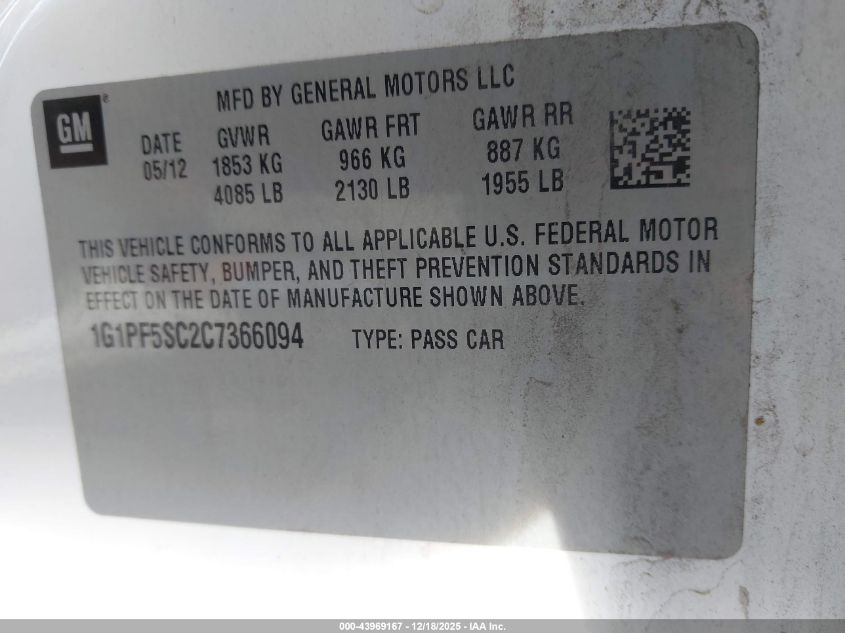 MFD BY GENERAL MOTORS LLC
GM®
DATE GVWR GAWR FRT GAWR RR
05/12 1853 KG 966 KG 887 KG
4085 LB 2130 LB 1955 LB
THIS VEHICLE CONFORMS TO ALL APPLICABLE U.S. FEDERAL MOTOR
VEHICLE SAFETY, BUMPER, AND THEFT PREVENTION STANDARDS IN
EFFECT ON THE DATE OF MANUFACTURE SHOWN ABOVE.
1G1PF5SC2C7366094 TYPE: PASS CAR
000-43969167 - 12/18/2025 - IAA Inc.